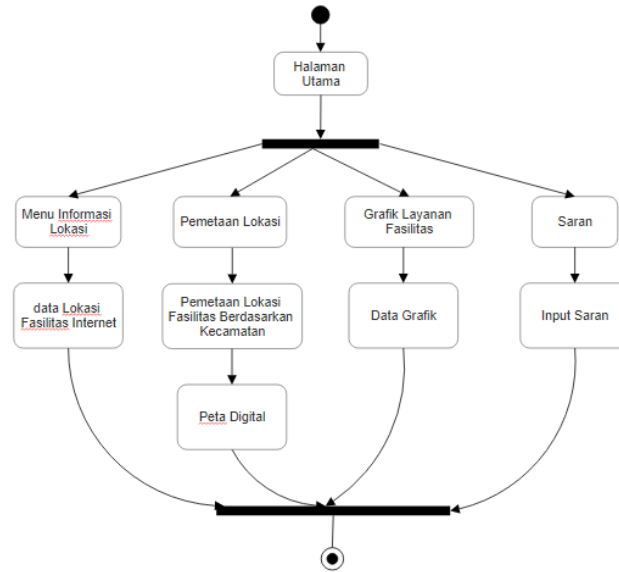 Halaman
Utama
Menu Informasi
Lokasi
Pemetaan Lokasi
Grafik Layanan
Fasilitas
Saran
data Lokasi
Fasilitas Internet
Pemetaan Lokasi
Fasilitas Berdasarkan
Kecamatan
Data Grafik
Input Saran
Peta Digital